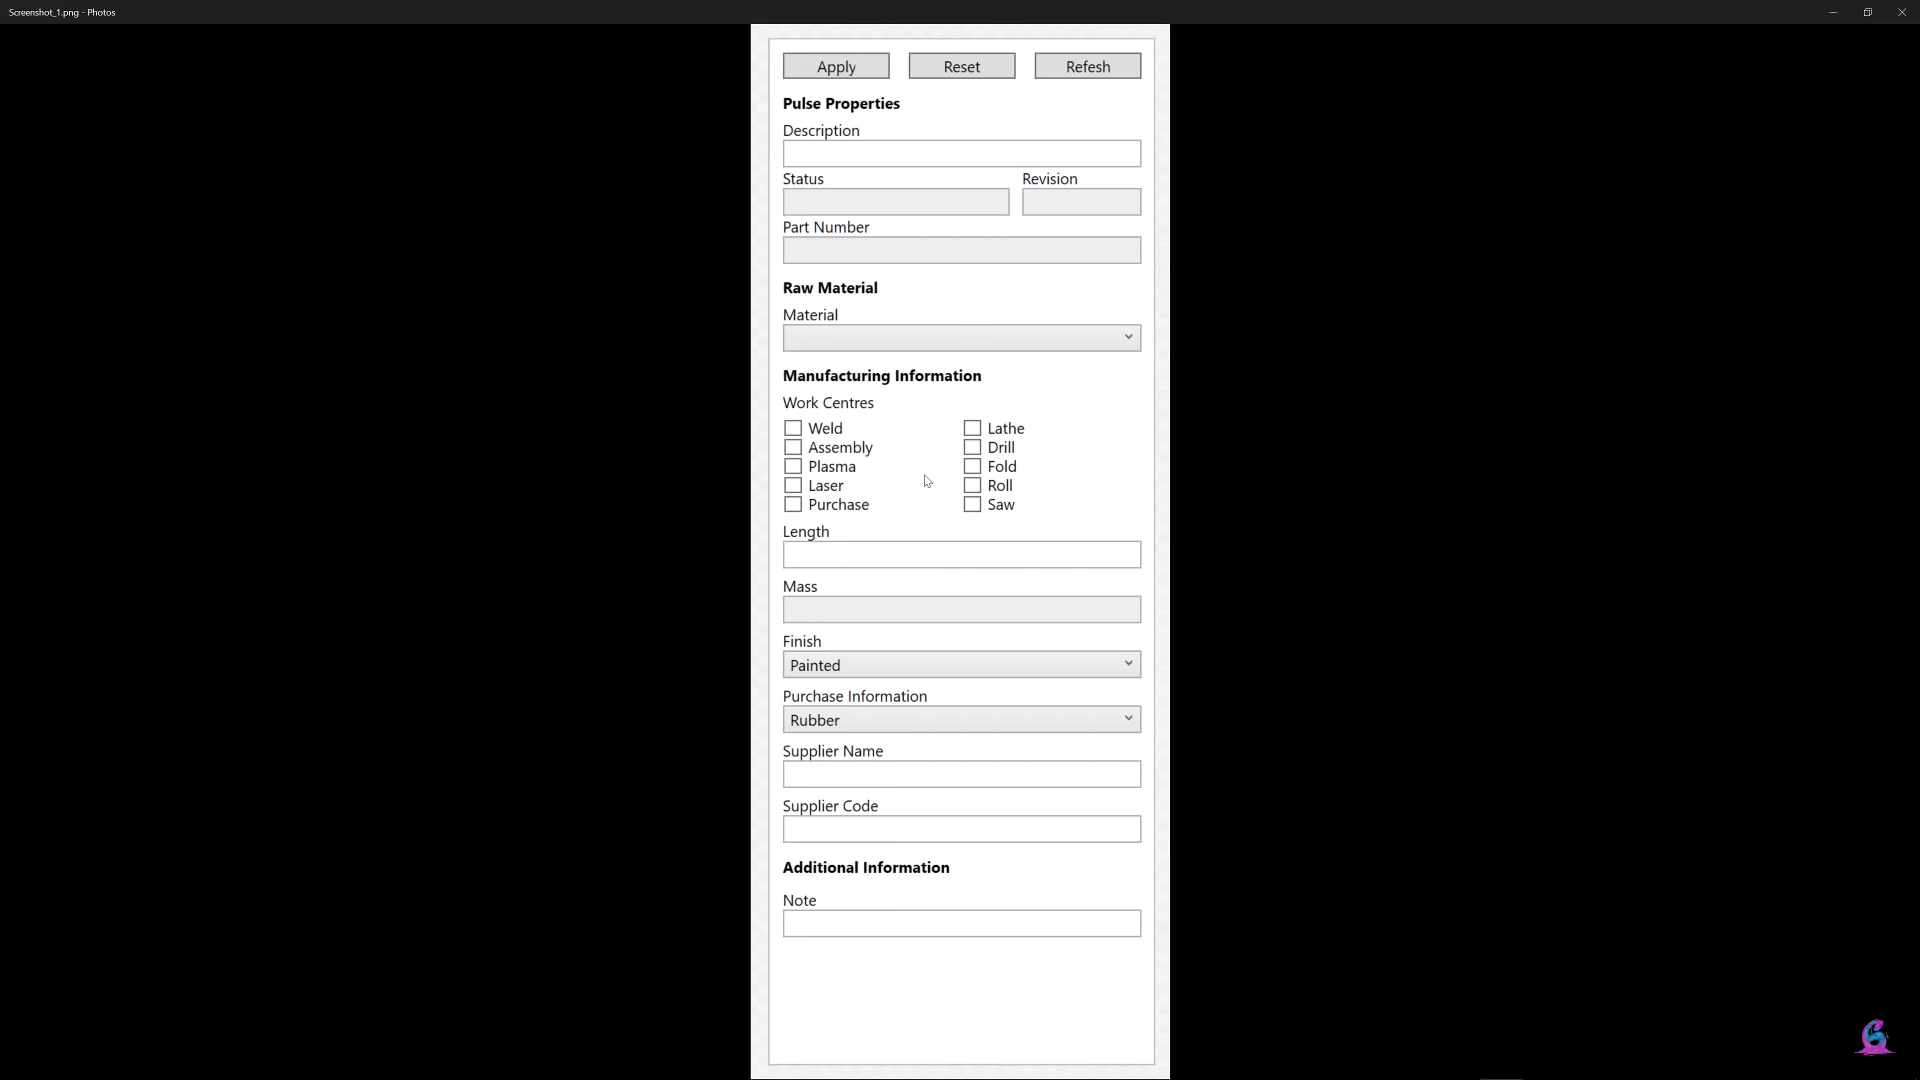 Screenshot_1.png - Photos
Apply Reset Refesh
Pulse Properties
Description
Status Revision
Part Number
Raw Material
Material
Manufacturing Information
Work Centres
Weld Lathe
Assembly Drill
Plasma Fold
Laser Roll
Purchase Saw
Length
Mass
Finish
Painted
Purchase Information
Rubber
Supplier Name
Supplier Code
Additional Information
Note